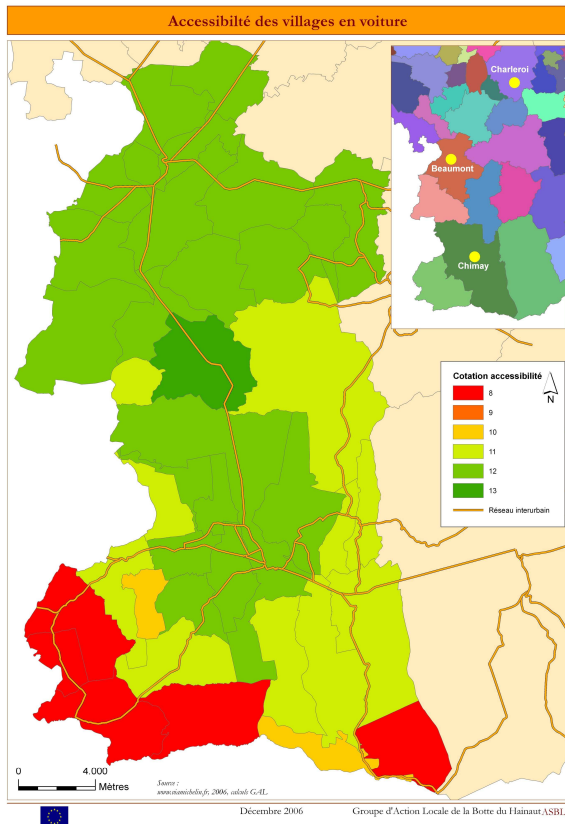 Accessibilté des villages en voiture
Charleroi
Beaumont
Chimay
Cotation accessibilité
N
8
9
10
11
12
13
Réseau interurbain
0 4.000
Mètres
Source :
www.viamichelin.fr, 2006, calculs GAL.
Décembre 2006 Groupe d'Action Locale de la Botte du Hainaut ASBL